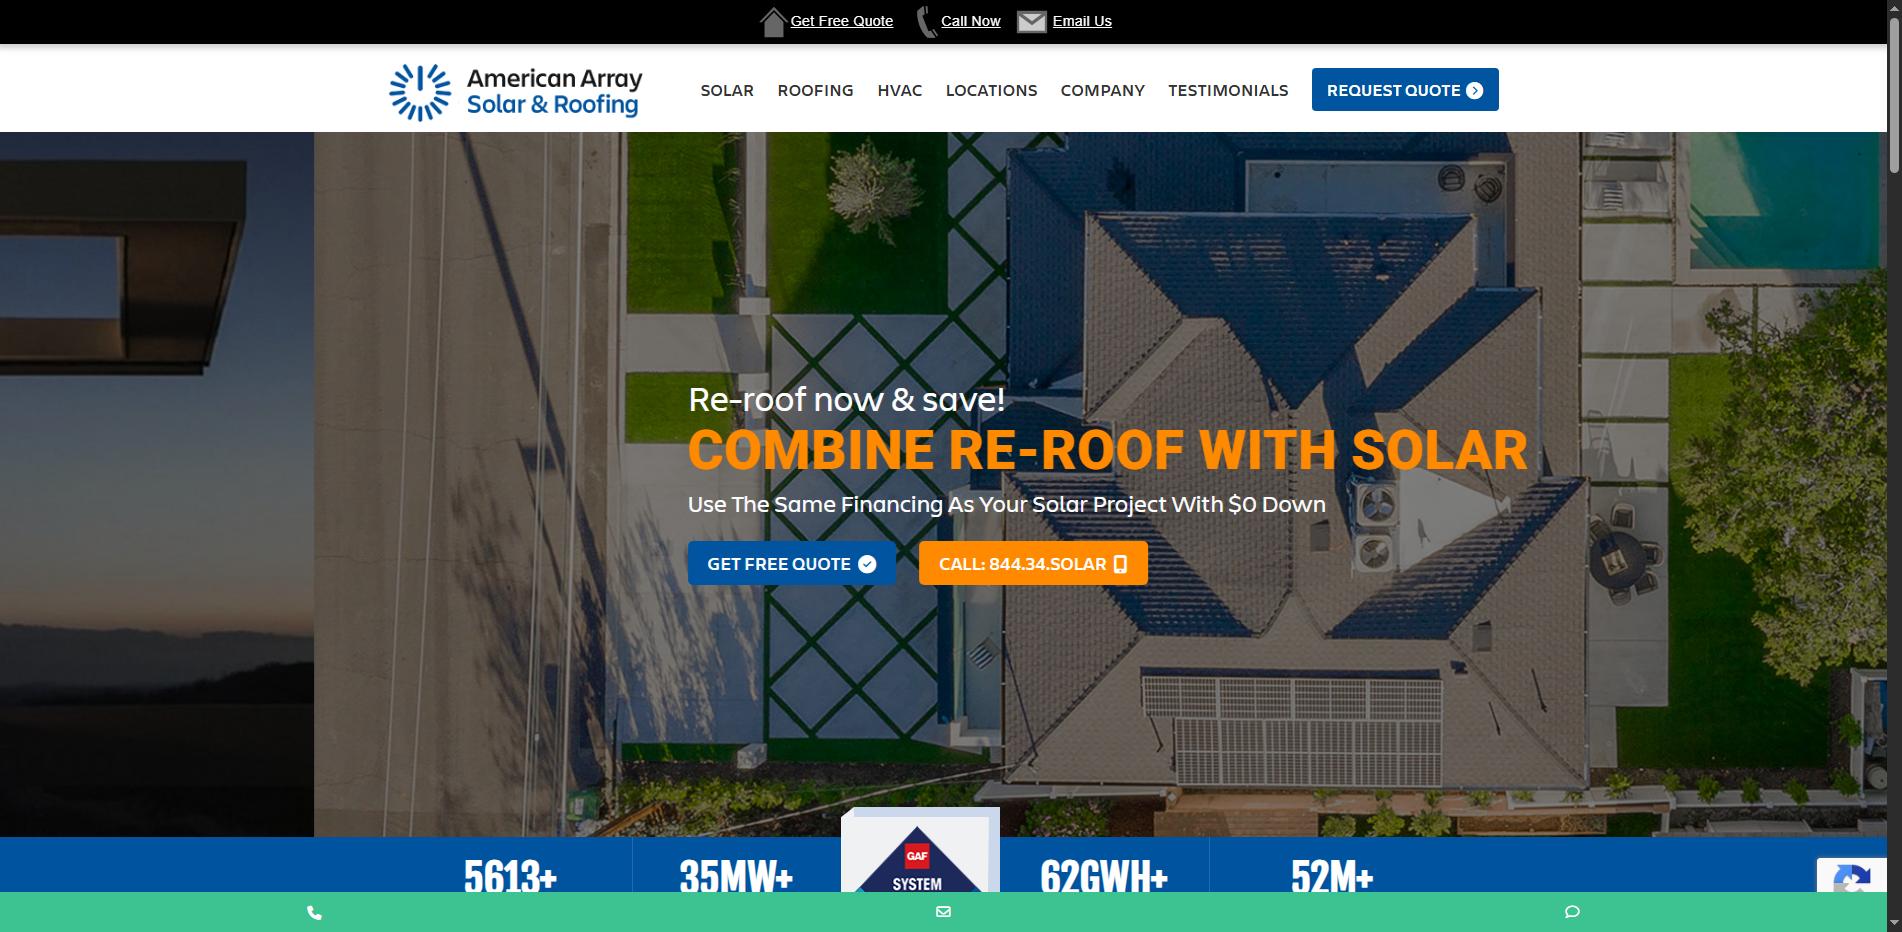 Get Free Quote Call Now Email Us
American Array
Solar & Roofing
SOLAR ROOFING HVAC LOCATIONS COMPANY TESTIMONIALS REQUEST QUOTE
Re-roof now & save!
COMBINE RE-ROOF WITH SOLAR
Use The Same Financing As Your Solar Project With $0 Down
GET FREE QUOTE CALL: 844.34.SOLAR
GAF
SYSTEM
5613+ 35MW+ 62GWH+ 52M+